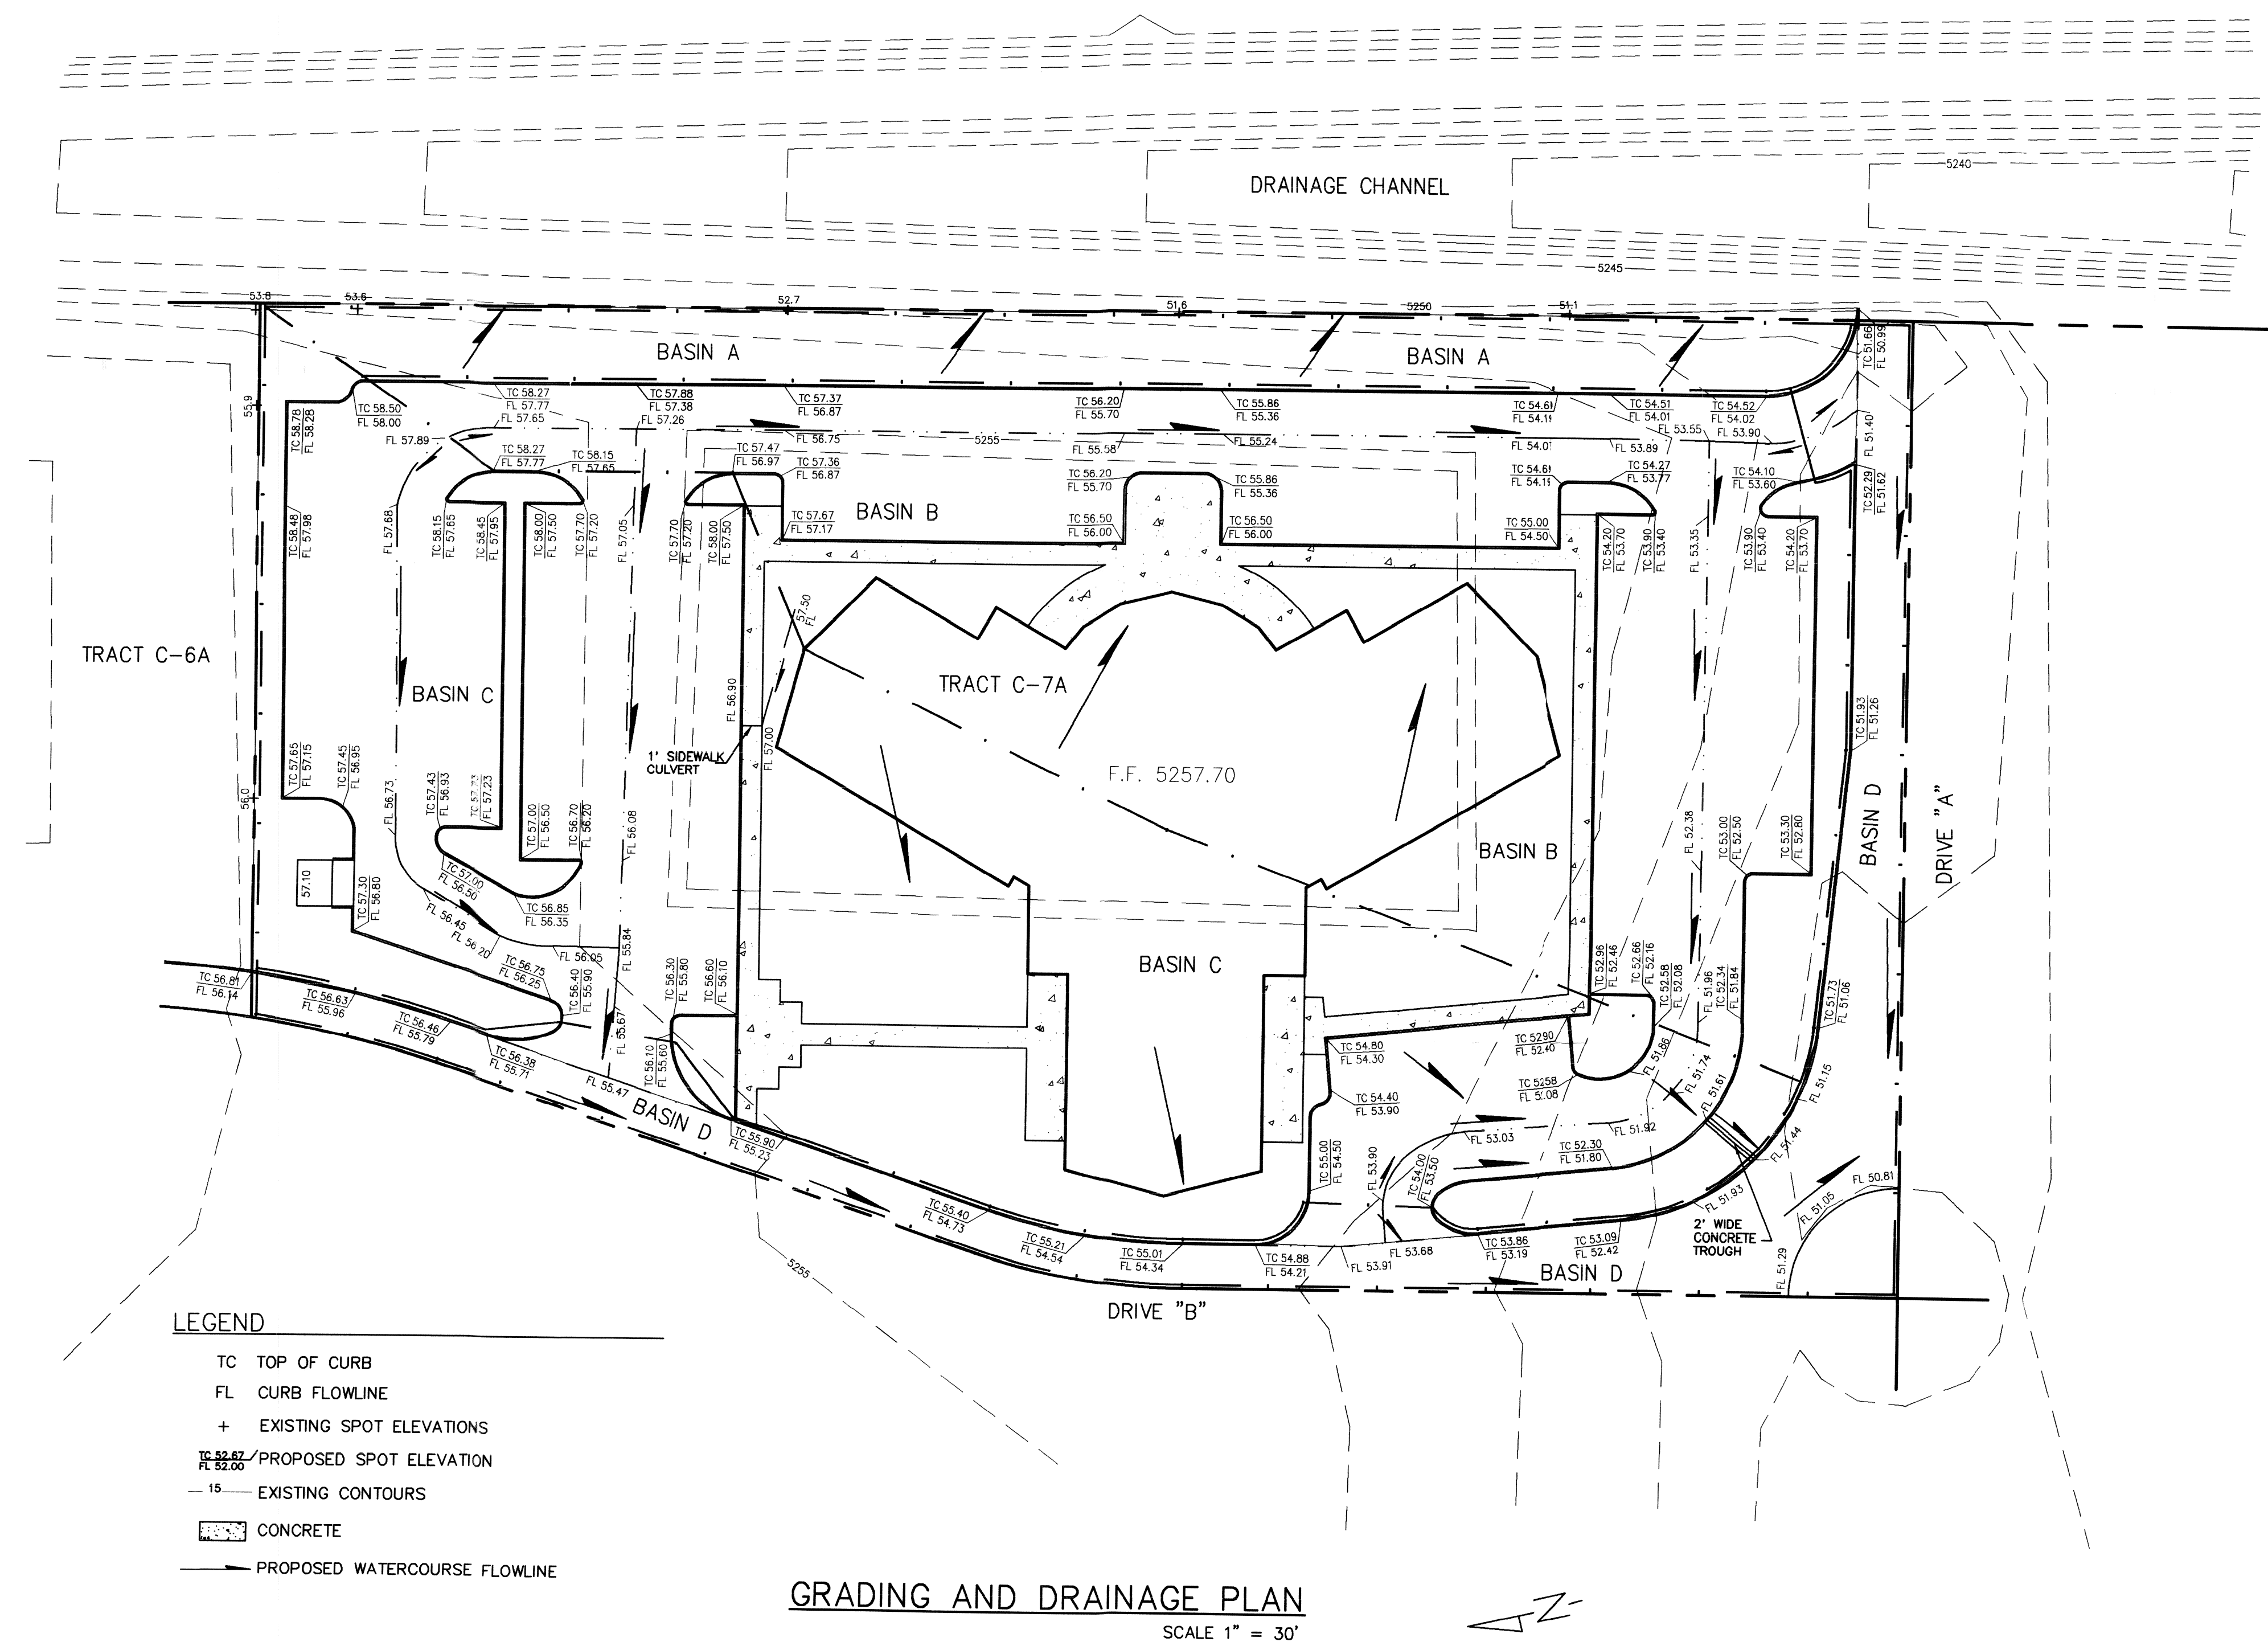 5240
DRAINAGE CHANNEL
5245
53.8
53.6
52.7
51.6
5250
51.1
BASIN A
BASIN A
TC 51.66
FL 50.99
55.9
TC 58.78
FL 58.28
TC 58.50
FL 58.00
TC 58.27
FL 57.77
FL 57.65
TC 57.88
FL 57.38
FL 57.26
TC 57.37
FL 56.87
TC 56.20
FL 55.70
TC 55.86
FL 55.36
FL 54.19
TC 54.51
FL 54.01
TC 54.52
FL 54.02
FL 53.55
FL 53.90
FL 51.40
FL 57.89
FL 56.75
5255
FL 55.58
FL 55.24
FL 53.89
TC 58.27
FL 57.77
TC 58.15
FL 57.65
TC 57.47
FL 56.97
TC 57.36
FL 56.87
TC 56.20
FL 55.70
TC 55.86
FL 55.36
TC 54.27
FL 53.77
TC 54.10
FL 53.60
TC 52.29
FL 51.62
BASIN B
TC 58.48
FL 57.98
FL 57.68
TC 58.15
FL 57.65
TC 58.45
FL 57.95
TC 58.00
FL 57.50
TC 57.70
FL 57.20
FL 57.05
TC 57.70
FL 57.20
TC 58.00
FL 57.50
TC 57.67
FL 57.17
TC 56.50
FL 56.00
TC 56.50
FL 56.00
TC 55.00
FL 54.50
TC 54.20
FL 53.70
TC 53.90
FL 53.40
FL 53.35
TC 53.90
FL 53.40
TC 54.20
FL 53.70
57.50
FL
TRACT C-6A
BASIN C
FL 56.90
TRACT C-7A
TC 51.93
FL 51.26
1' SIDEWALK
CULVERT
FL 57.00
F.F. 5257.70
TC 57.65
FL 57.15
TC 57.45
FL 56.95
56.0
FL 56.73
TC 57.43
FL 56.93
FL 57.23
TC 57.00
FL 56.50
TC 56.70
FL 56.20
FL 56.08
BASIN B
FL 52.38
TC 53.00
FL 52.50
TC 53.30
FL 52.80
BASIN D
DRIVE "A"
57.10
TC 57.30
FL 56.80
TC 57.00
FL 56.50
TC 56.85
FL 56.35
FL 56.45
FL 56.20
FL 56.05
FL 55.84
BASIN C
TC 56.81
FL 56.14
TC 56.63
FL 55.96
TC 56.46
FL 55.79
TC 56.38
FL 55.71
TC 56.75
FL 56.25
TC 56.40
FL 55.90
FL 55.67
TC 56.30
FL 55.80
TC 56.60
FL 56.10
TC 56.10
FL 55.60
TC 52.96
FL 52.46
TC 52.66
FL 52.16
TC 52.58
FL 52.08
FL 51.96
TC 52.34
FL 51.84
TC 51.73
FL 51.06
TC 54.80
FL 54.30
TC 5290
FL 52.40
FL 51.86
FL 51.74
FL 51.61
FL 51.15
FL 55.47
BASIN D
TC 5258
TC 54.40
FL 53.90
TC 55.90
FL 55.23
FL 53.03
FL 51.92
FL 51.44
TC 55.00
FL 54.50
FL 53.90
TC 54.00
FL 53.50
TC 52.30
FL 51.80
FL 50.81
FL 51.93
FL 51.05
2' WIDE
CONCRETE
TROUGH
TC 55.40
FL 54.73
TC 55.21
FL 54.54
TC 55.01
FL 54.34
TC 54.88
FL 54.21
FL 53.91
FL 53.68
TC 53.86
FL 53.19
TC 53.09
FL 52.42
FL 51.29
5255
BASIN D
DRIVE "B"
LEGEND
TC TOP OF CURB
FL CURB FLOWLINE
+ EXISTING SPOT ELEVATIONS
TC 52.67
FL 52.00
PROPOSED SPOT ELEVATION
15 EXISTING CONTOURS
CONCRETE
PROPOSED WATERCOURSE FLOWLINE
GRADING AND DRAINAGE PLAN
SCALE 1" = 30'
N